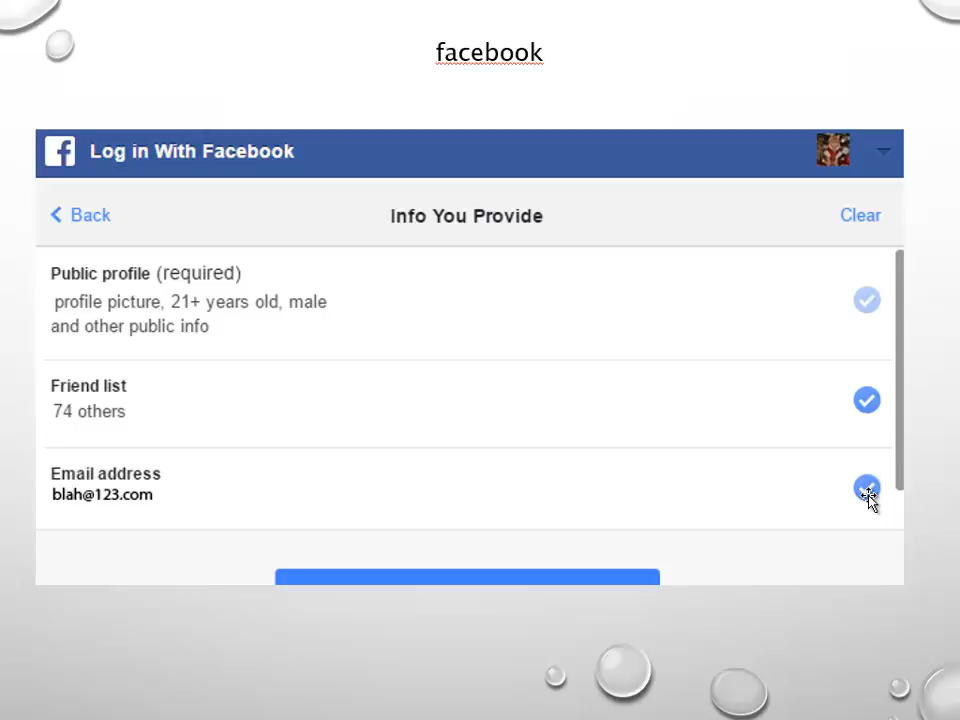 facebook
Log in With Facebook
Back
Info You Provide
Clear
Public profile (required)
profile picture, 21+ years old, male
and other public info
Friend list
74 others
Email address
blah@123.com